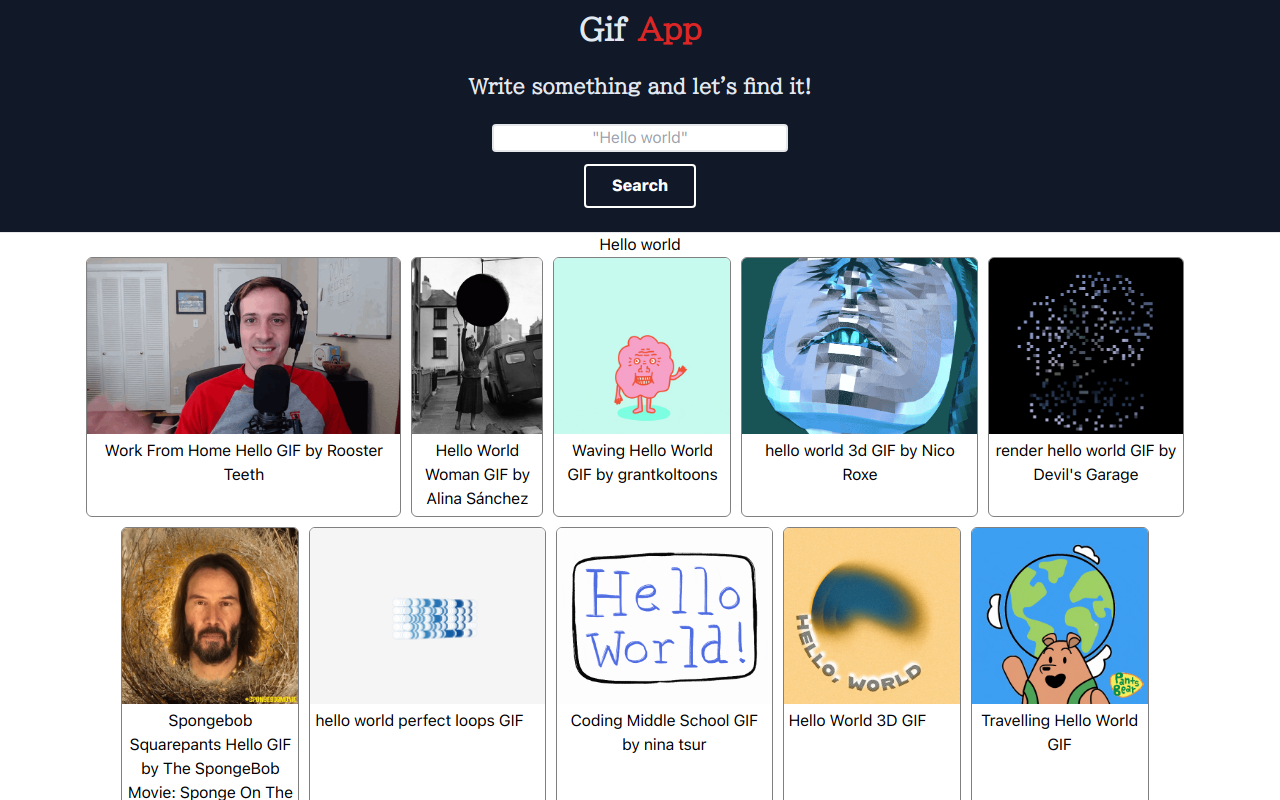 Gif App
Write something and let's find it!
"Hello world"
Search
Hello world
Work From Home Hello GIF by Rooster
Teeth
Hello World
Woman GIF by
Alina Sánchez
Waving Hello World
GIF by grantkoltoons
hello world 3d GIF by Nico
Roxe
render hello world GIF by
Devil's Garage
Hello
World!
HELLO, WORLD
Pants
Bear
Spongebob
Squarepants Hello GIF
by The SpongeBob
Movie: Sponge On The
hello world perfect loops GIF
Coding Middle School GIF
by nina tsur
Hello World 3D GIF
Travelling Hello World
GIF